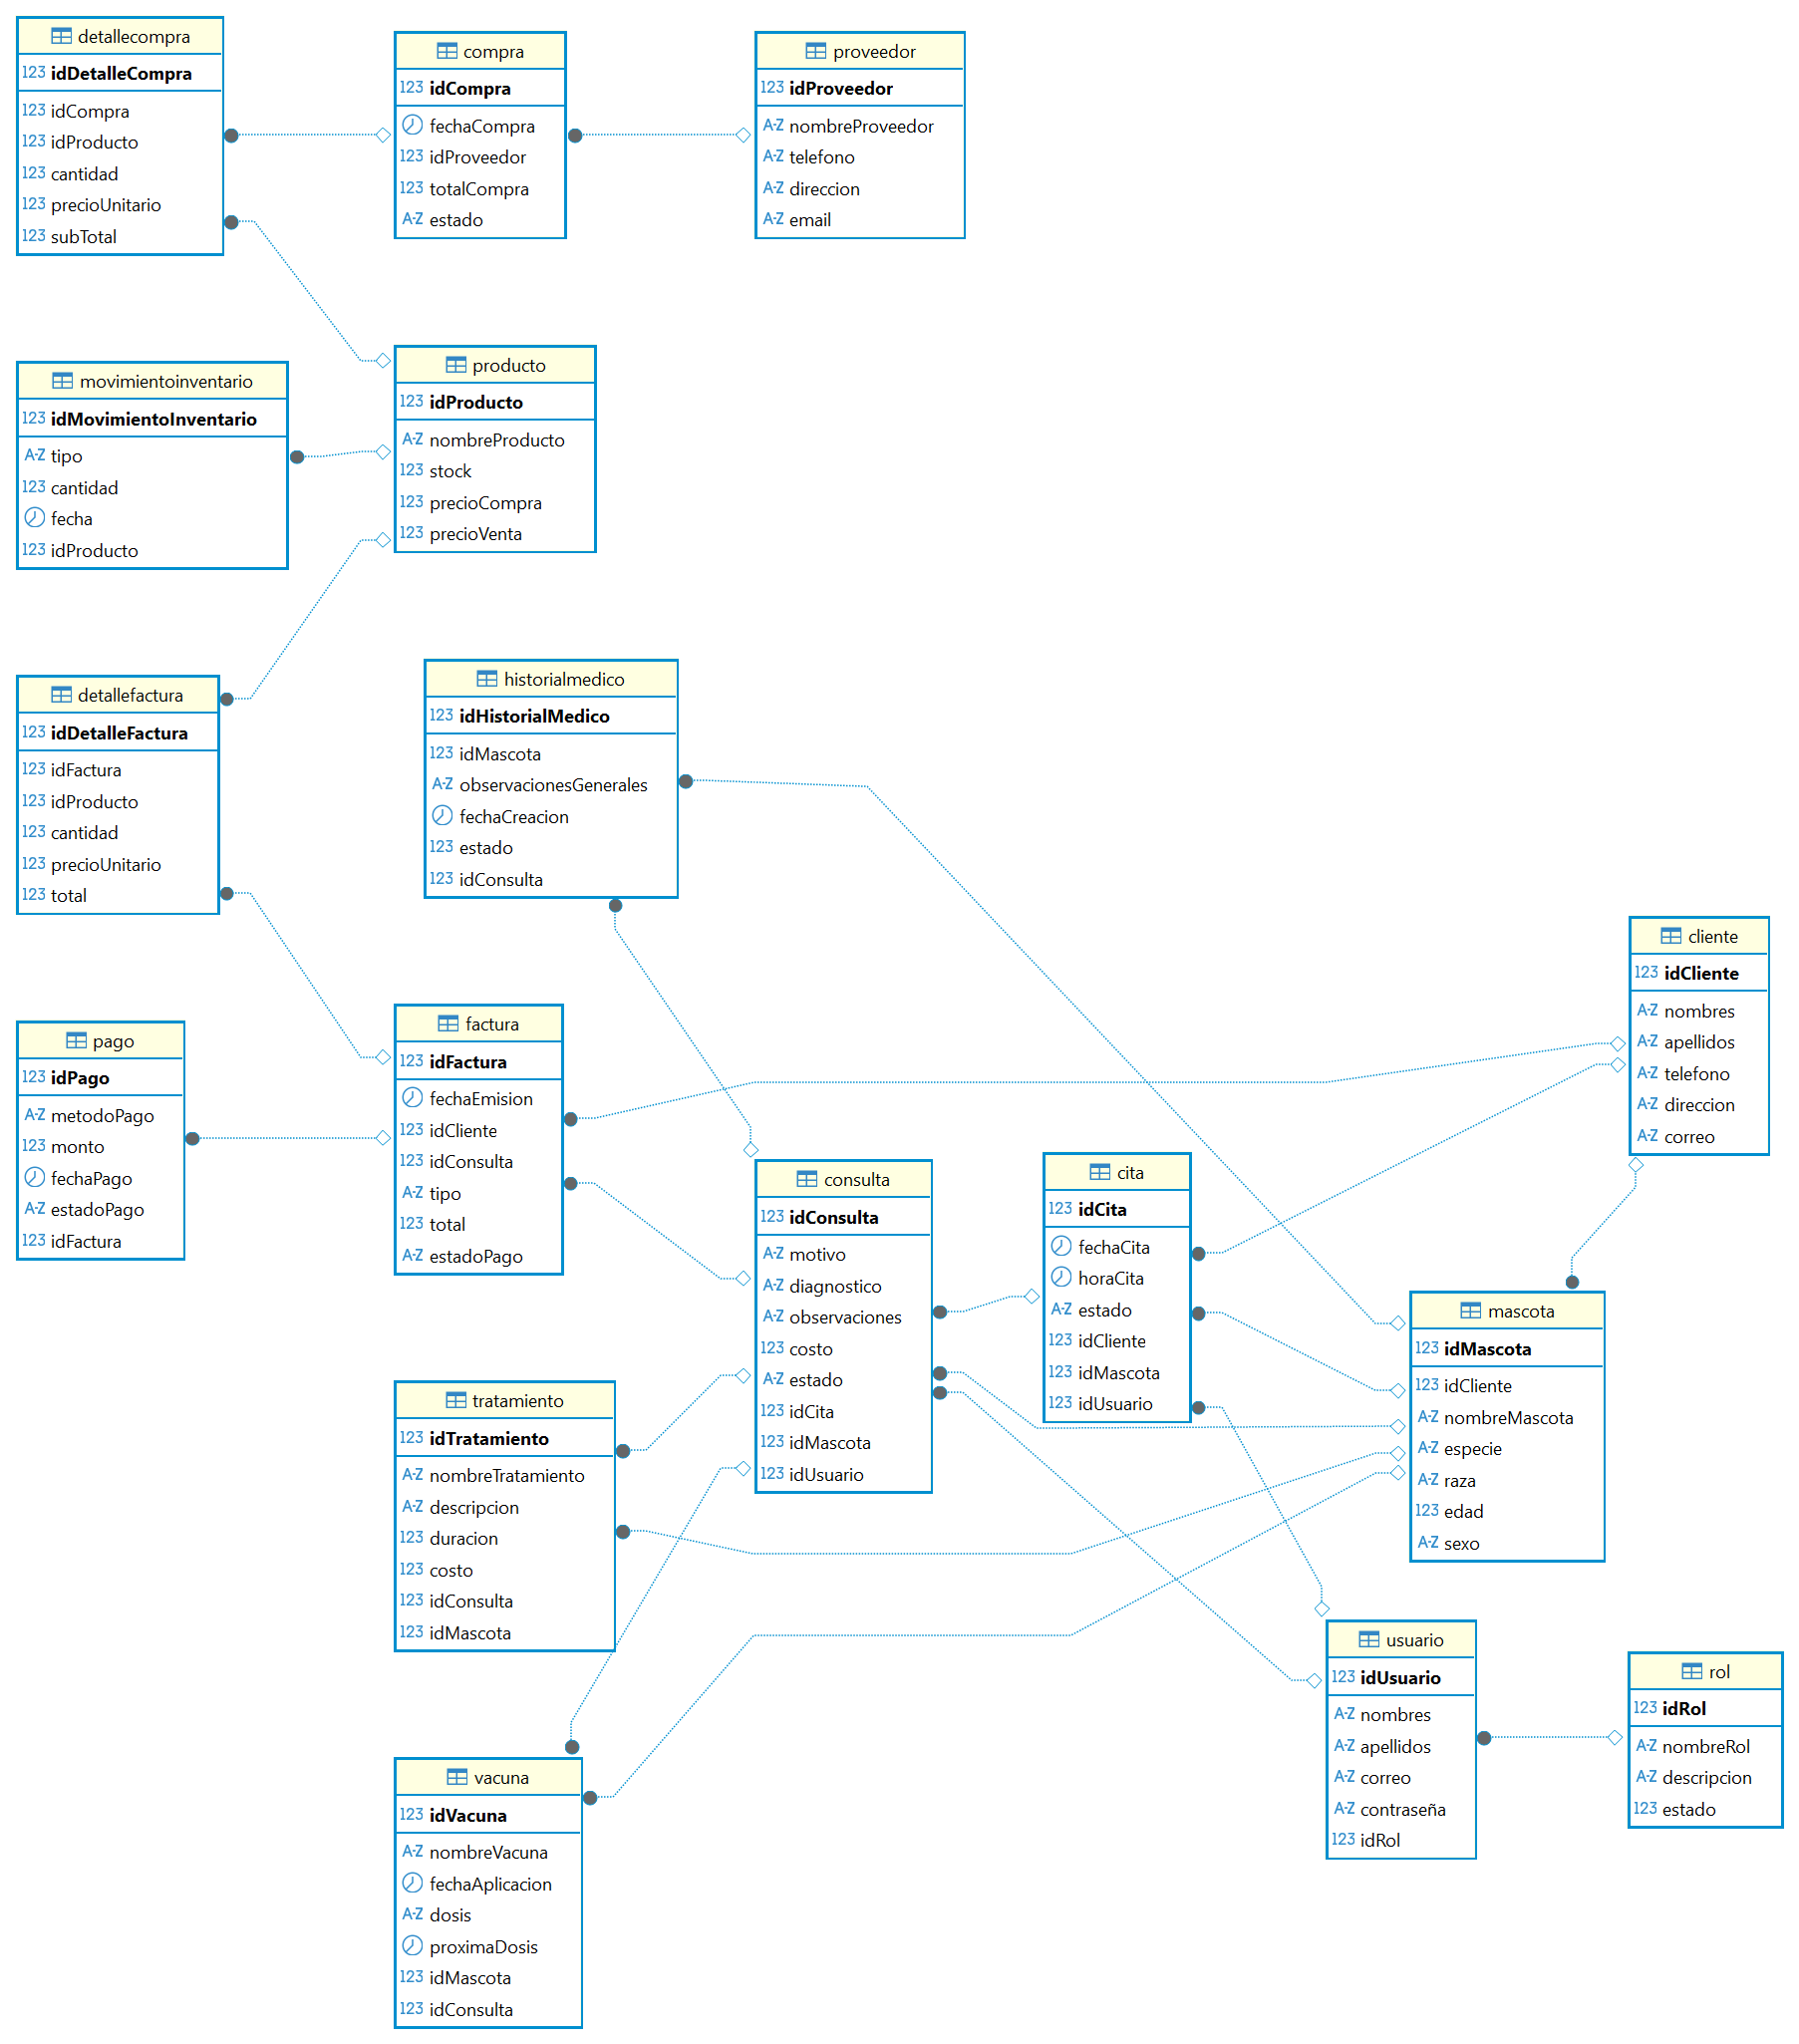 detallecompra
123 idDetalleCompra
123 idCompra
123 idProducto
123 cantidad
123 precioUnitario
123 subTotal
compra
123 idCompra
fechaCompra
123 idProveedor
123 totalCompra
A-Z estado
proveedor
123 idProveedor
A-Z nombreProveedor
A-Z telefono
A-Z direccion
A-Z email
movimientoinventario
123 idMovimientoInventario
A-Z tipo
123 cantidad
fecha
123 idProducto
producto
123 idProducto
A-Z nombreProducto
123 stock
123 precioCompra
123 precioVenta
detallefactura
123 idDetalleFactura
123 idFactura
123 idProducto
123 cantidad
123 precioUnitario
123 total
historialmedico
123 idHistorialMedico
123 idMascota
A-Z observacionesGenerales
fechaCreacion
123 estado
123 idConsulta
cliente
123 idCliente
A-Z nombres
A-Z apellidos
A-Z telefono
A-Z direccion
A-Z correo
pago
123 idPago
A-Z metodoPago
123 monto
fechaPago
A-Z estadoPago
123 idFactura
factura
123 idFactura
fechaEmision
123 idCliente
123 idConsulta
A-Z tipo
123 total
A-Z estadoPago
consulta
123 idConsulta
A-Z motivo
A-Z diagnostico
A-Z observaciones
123 costo
A-Z estado
123 idCita
123 idMascota
123 idUsuario
cita
123 idCita
fechaCita
horaCita
A-Z estado
123 idCliente
123 idMascota
123 idUsuario
mascota
123 idMascota
123 idCliente
A-Z nombreMascota
A-Z especie
A-Z raza
123 edad
A-Z sexo
tratamiento
123 idTratamiento
A-Z nombreTratamiento
A-Z descripcion
123 duracion
123 costo
123 idConsulta
123 idMascota
usuario
123 idUsuario
A-Z nombres
A-Z apellidos
A-Z correo
A-Z contraseña
123 idRol
rol
123 idRol
A-Z nombreRol
A-Z descripcion
123 estado
vacuna
123 idVacuna
A-Z nombreVacuna
fechaAplicacion
A-Z dosis
proximaDosis
123 idMascota
123 idConsulta